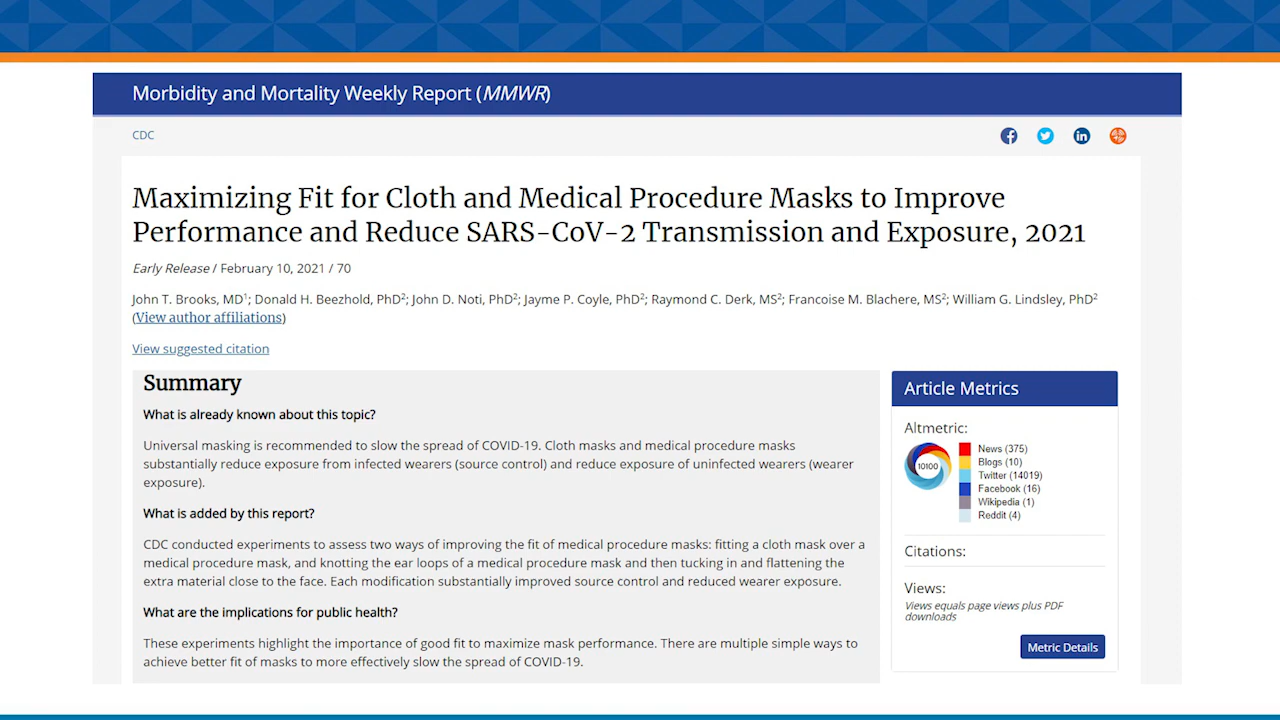 Morbidity and Mortality Weekly Report (MMWR)
CDC
Maximizing Fit for Cloth and Medical Procedure Masks to Improve
Performance and Reduce SARS-CoV-2 Transmission and Exposure, 2021
Early Release / February 10, 2021 / 70
John T. Brooks, MD1; Donald H. Beezhold, PhD2; John D. Noti, PhD2; Jayme P. Coyle, PhD2; Raymond C. Derk, MS2; Francoise M. Blachere, MS2; William G. Lindsley, PhD2
(View author affiliations)
View suggested citation
Summary
What is already known about this topic?
Universal masking is recommended to slow the spread of COVID-19. Cloth masks and medical procedure masks
substantially reduce exposure from infected wearers (source control) and reduce exposure of uninfected wearers (wearer
exposure).
What is added by this report?
CDC conducted experiments to assess two ways of improving the fit of medical procedure masks: fitting a cloth mask over a
medical procedure mask, and knotting the ear loops of a medical procedure mask and then tucking in and flattening the
extra material close to the face. Each modification substantially improved source control and reduced wearer exposure.
What are the implications for public health?
These experiments highlight the importance of good fit to maximize mask performance. There are multiple simple ways to
achieve better fit of masks to more effectively slow the spread of COVID-19.
Article Metrics
Altmetric:
10100
News (375)
Blogs (10)
Twitter (14019)
Facebook (16)
Wikipedia (1)
Reddit (4)
Citations:
Views:
Views equals page views plus PDF
downloads
Metric Details